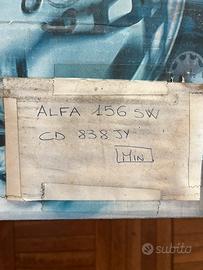 ALFA 156 SW
CD 838 JY
MIN
subito